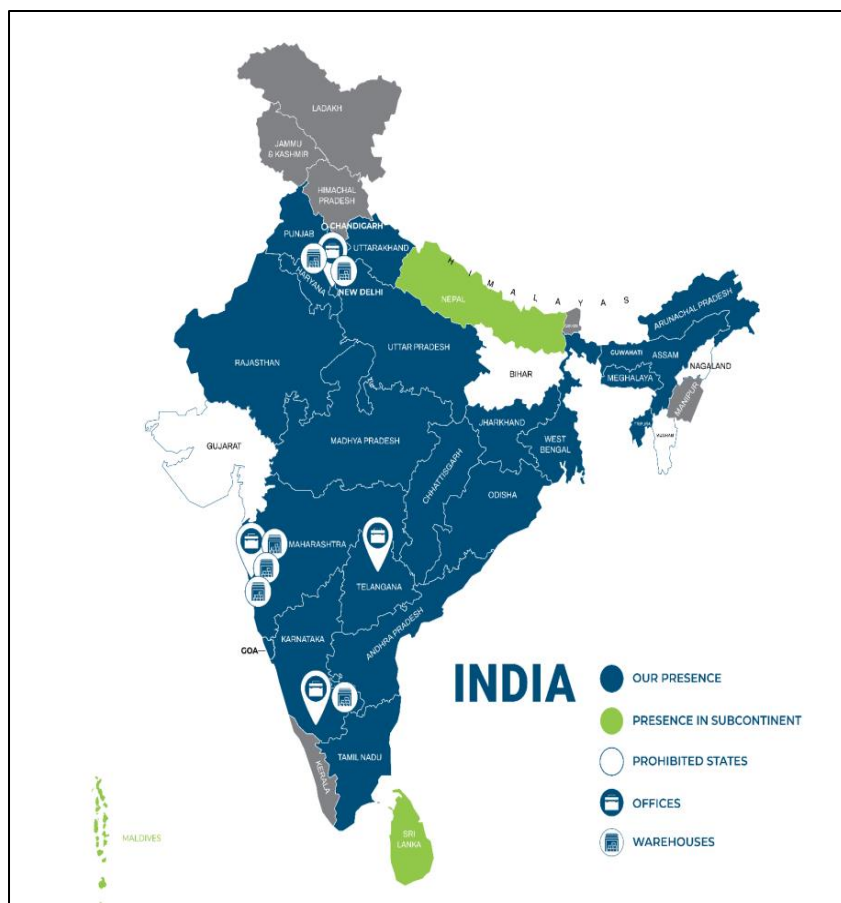 LADAKH
JAMMU
& KASHMIR
HIMACHAL
PRADESH
CHANDIGARH
PUNJAB
UTTARAKHAND
HARYANA
NEW DELHI
HIMALAYAS
NEPAL
ARUNACHAL PRADESH
RAJASTHAN
UTTAR PRADESH
BIHAR
GUWAHATI
ASSAM
NAGALAND
MEGHALAYA
MANIPUR
GUJARAT
MADHYA PRADESH
JHARKHAND
WEST
BENGAL
CHHATTISGARH
ODISHA
MAHARASHTRA
TELANGANA
KARNATAKA
ANDHRA PRADESH
GOA
TAMIL NADU
KERALA
SRI
LANKA
MALDIVES
INDIA
OUR PRESENCE
PRESENCE IN SUBCONTINENT
PROHIBITED STATES
OFFICES
WAREHOUSES